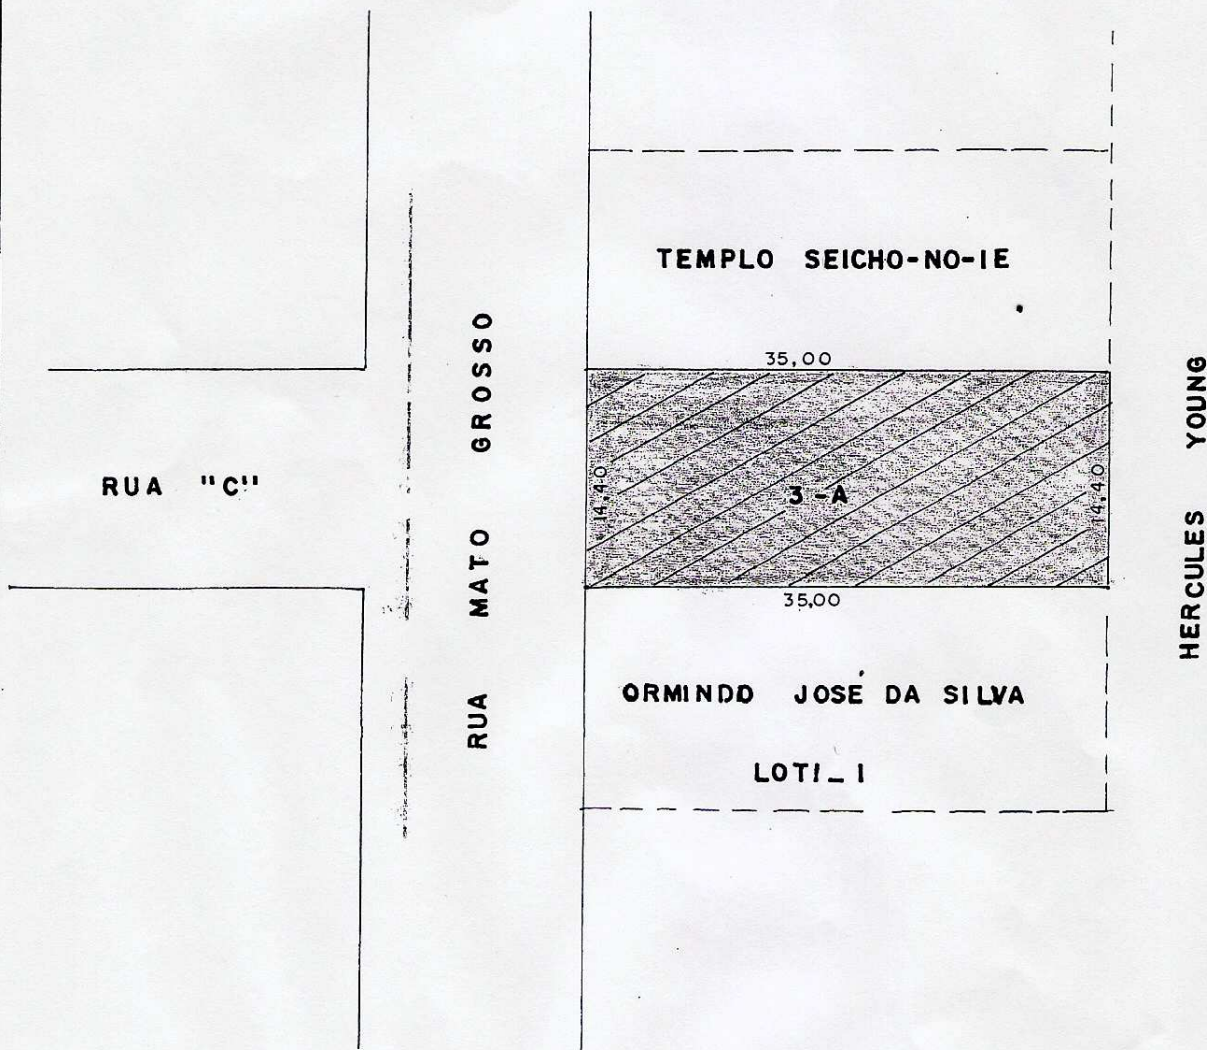 TEMPLO SEICHO-NO-IE
35,00
RUA "C"
RUA MATO GROSSO
14,40
3-A
14,40
HERCULES YOUNG
35,00
ORMINDO JOSÉ DA SILVA
LOTI_I